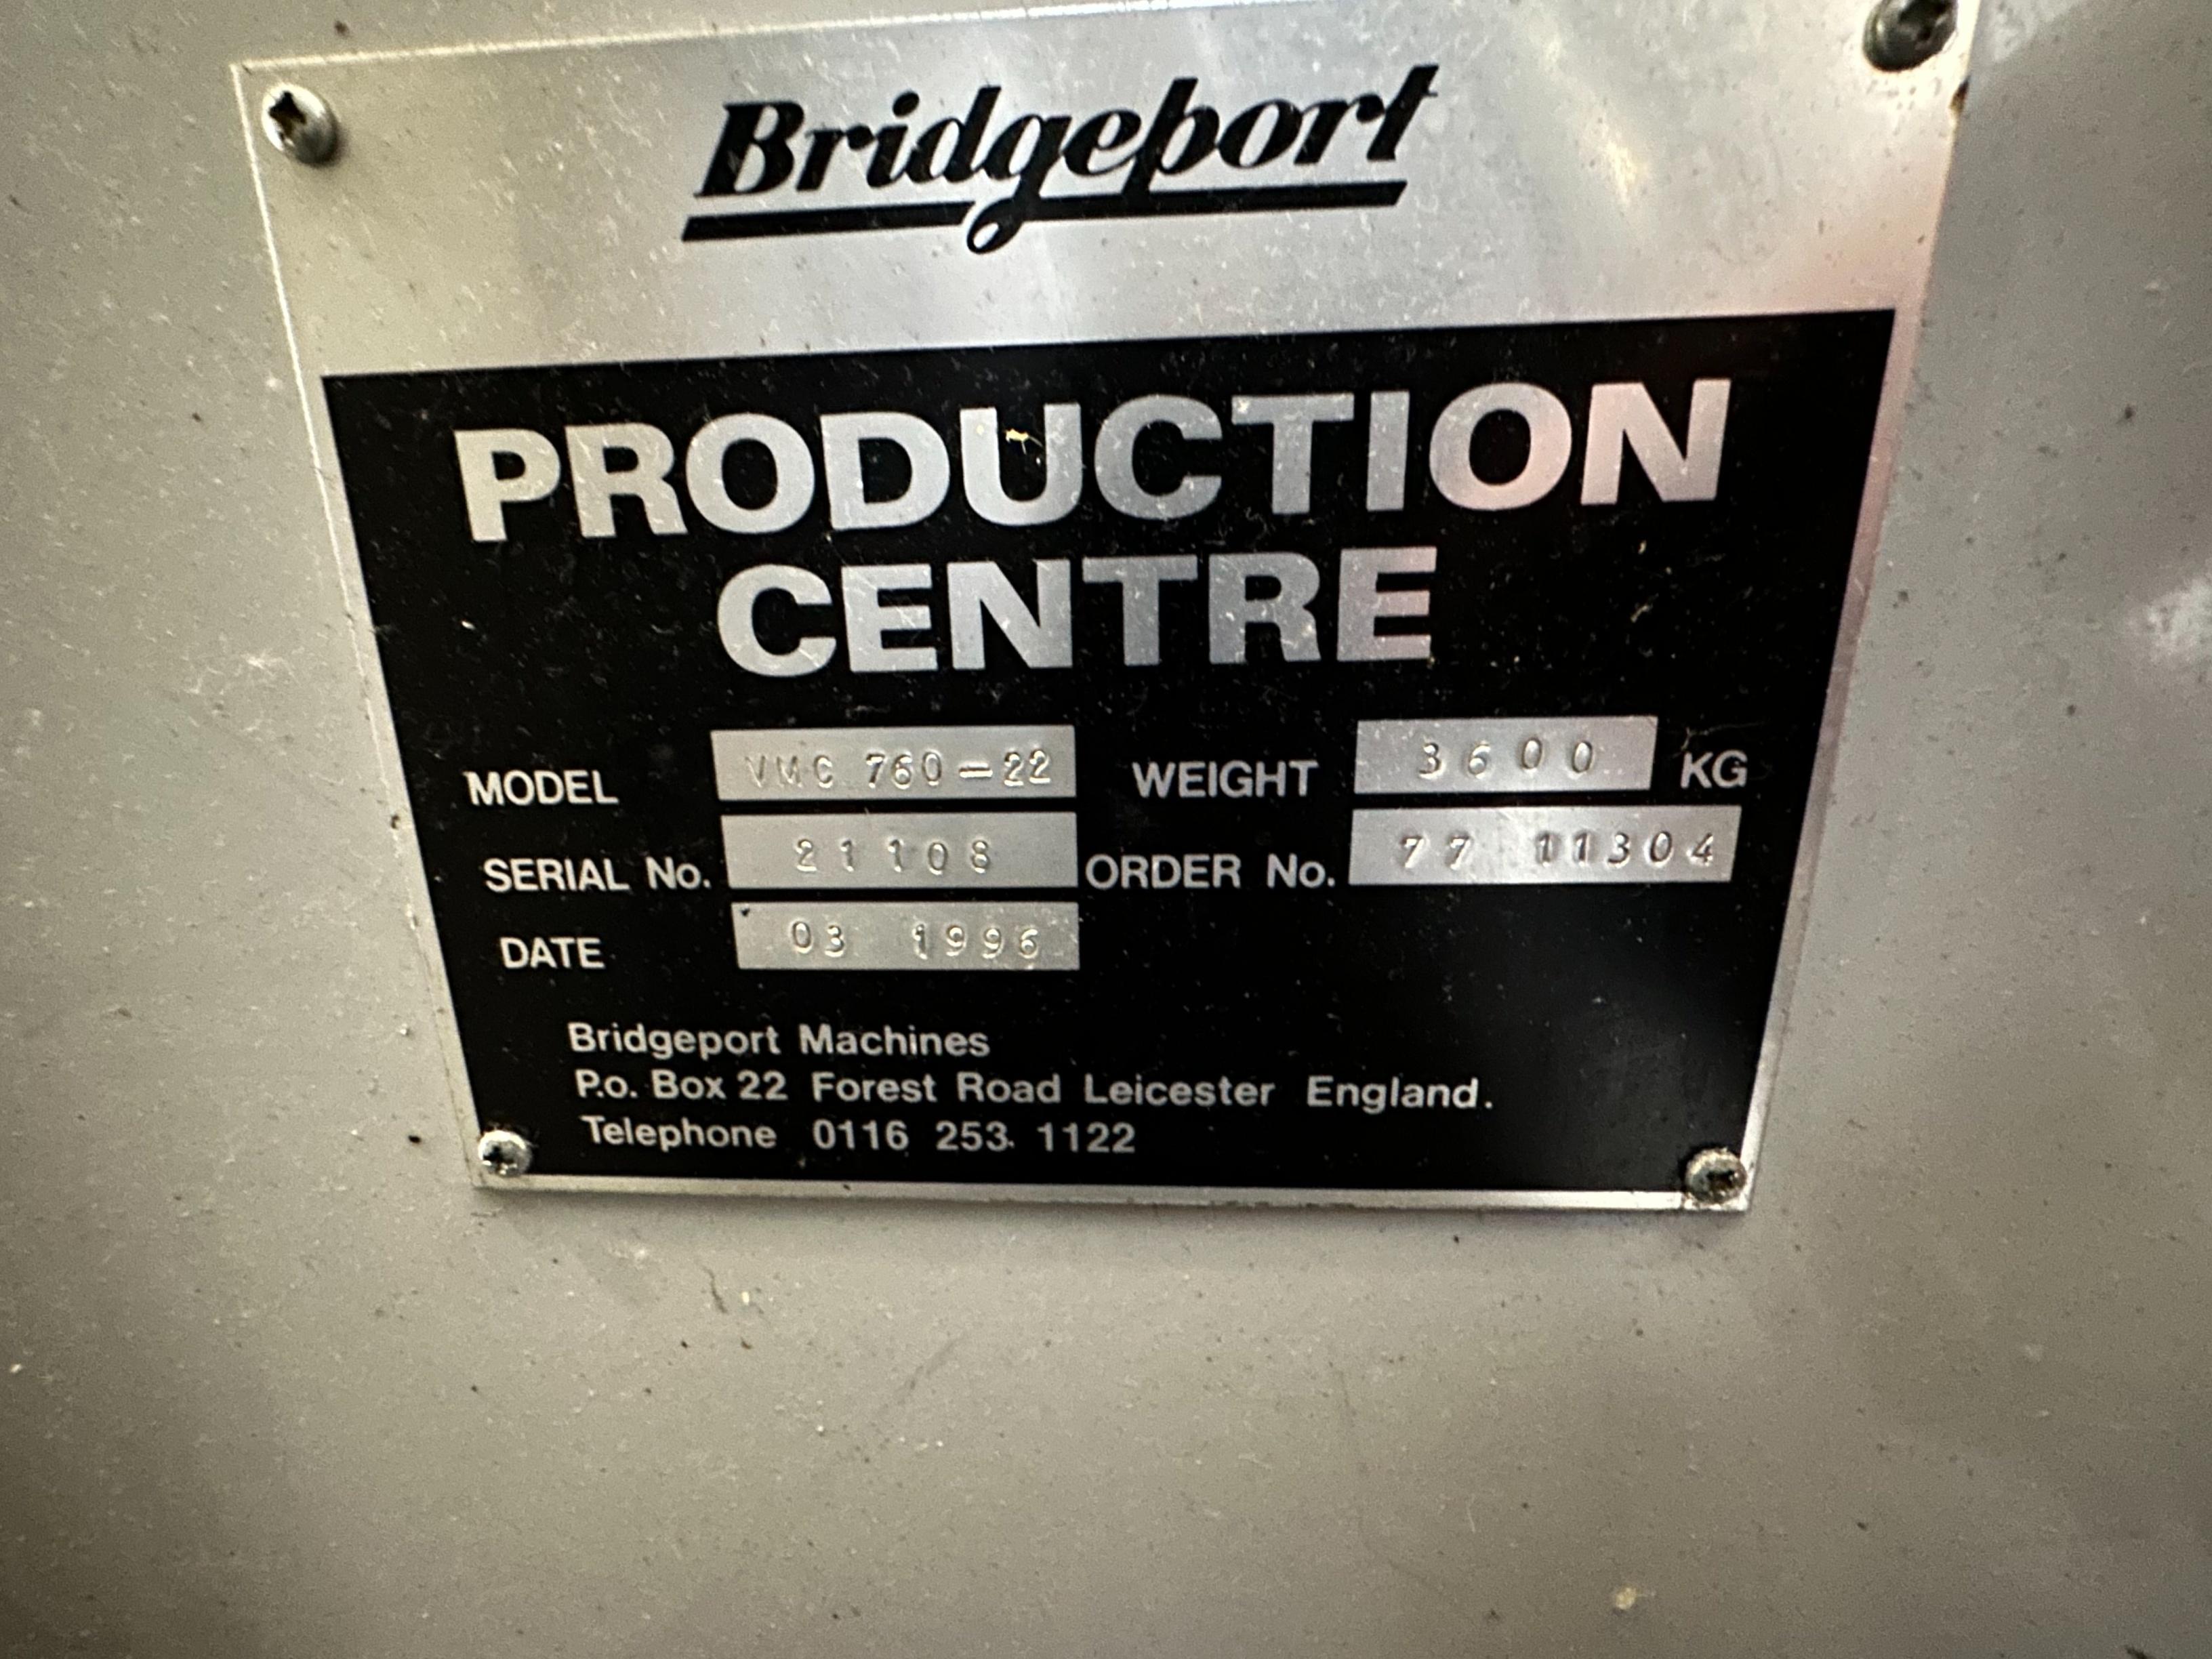 Bridgeport
PRODUCTION
CENTRE
MODEL VMC 760-22 WEIGHT 3600 KG
SERIAL No. 21108 ORDER No. 77 11304
DATE 03 1996
Bridgeport Machines
P.o. Box 22 Forest Road Leicester England.
Telephone 0116 253 1122